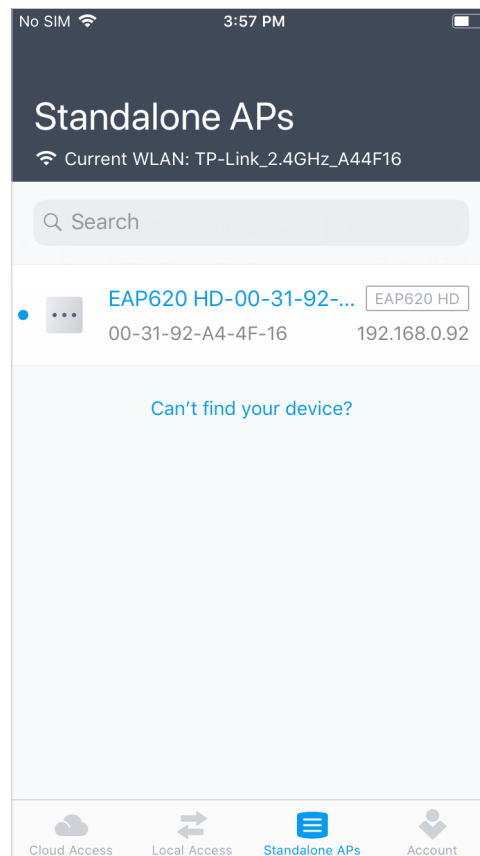 No SIM 3:57 PM
Standalone APs
Current WLAN: TP-Link_2.4GHz_A44F16
Search
EAP620 HD-00-31-92-... EAP620 HD
00-31-92-A4-4F-16 192.168.0.92
Can't find your device?
Cloud Access Local Access Standalone APs Account